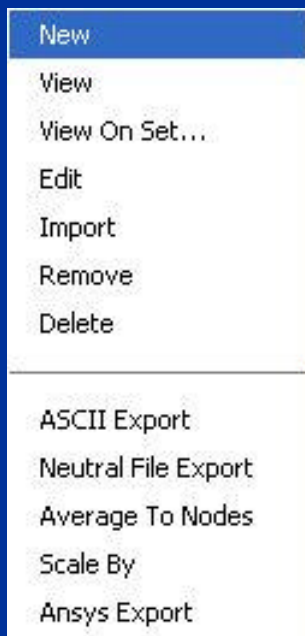 New
View
View On Set...
Edit
Import
Remove
Delete
ASCII Export
Neutral File Export
Average To Nodes
Scale By
Ansys Export